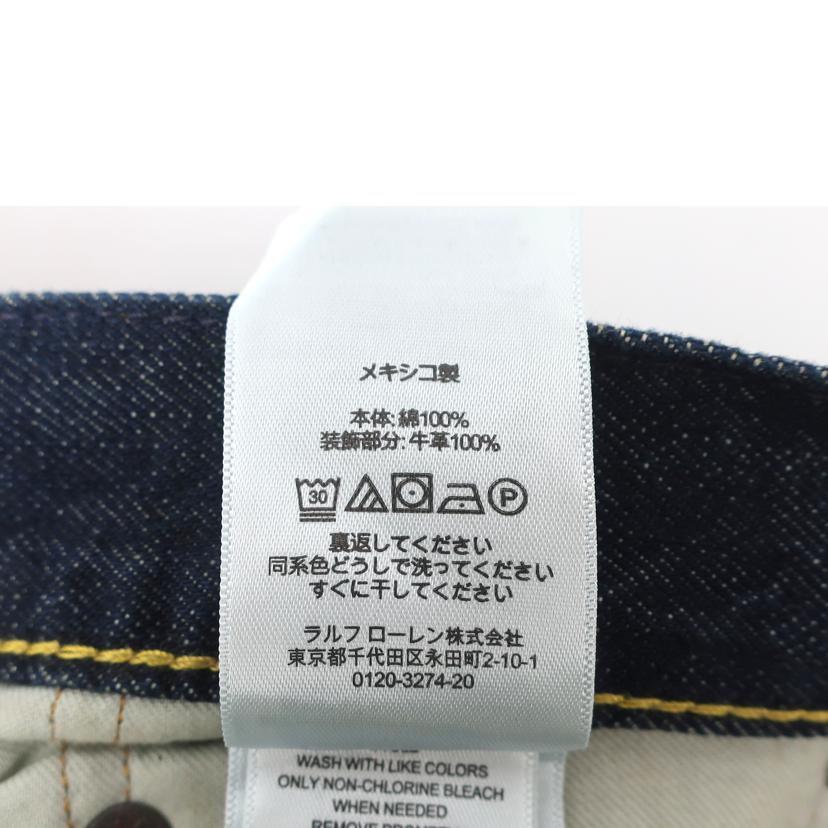 メキシコ製
本体:綿100%
装飾部分:牛革100%
30 P
裏返してください
同系色どうしで洗ってください
すぐに干してください
ラルフ ローレン株式会社
東京都千代田区永田町2-10-1
0120-3274-20
WASH WITH LIKE COLORS
ONLY NON-CHLORINE BLEACH
WHEN NEEDED